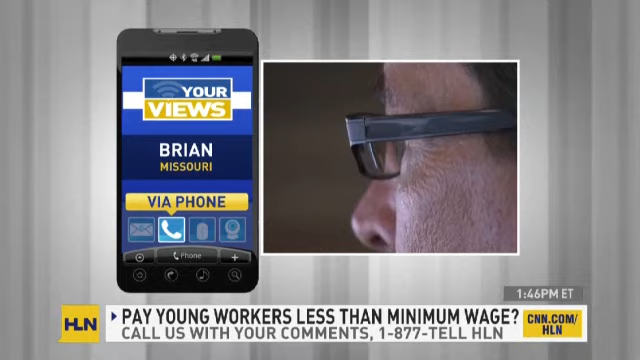 YOUR
VIEWS
BRIAN
MISSOURI
VIA PHONE
Phone
+
1:46PM ET
HLN
PAY YOUNG WORKERS LESS THAN MINIMUM WAGE?
CALL US WITH YOUR COMMENTS, 1-877-TELL HLN
CNN.COM/
HLN